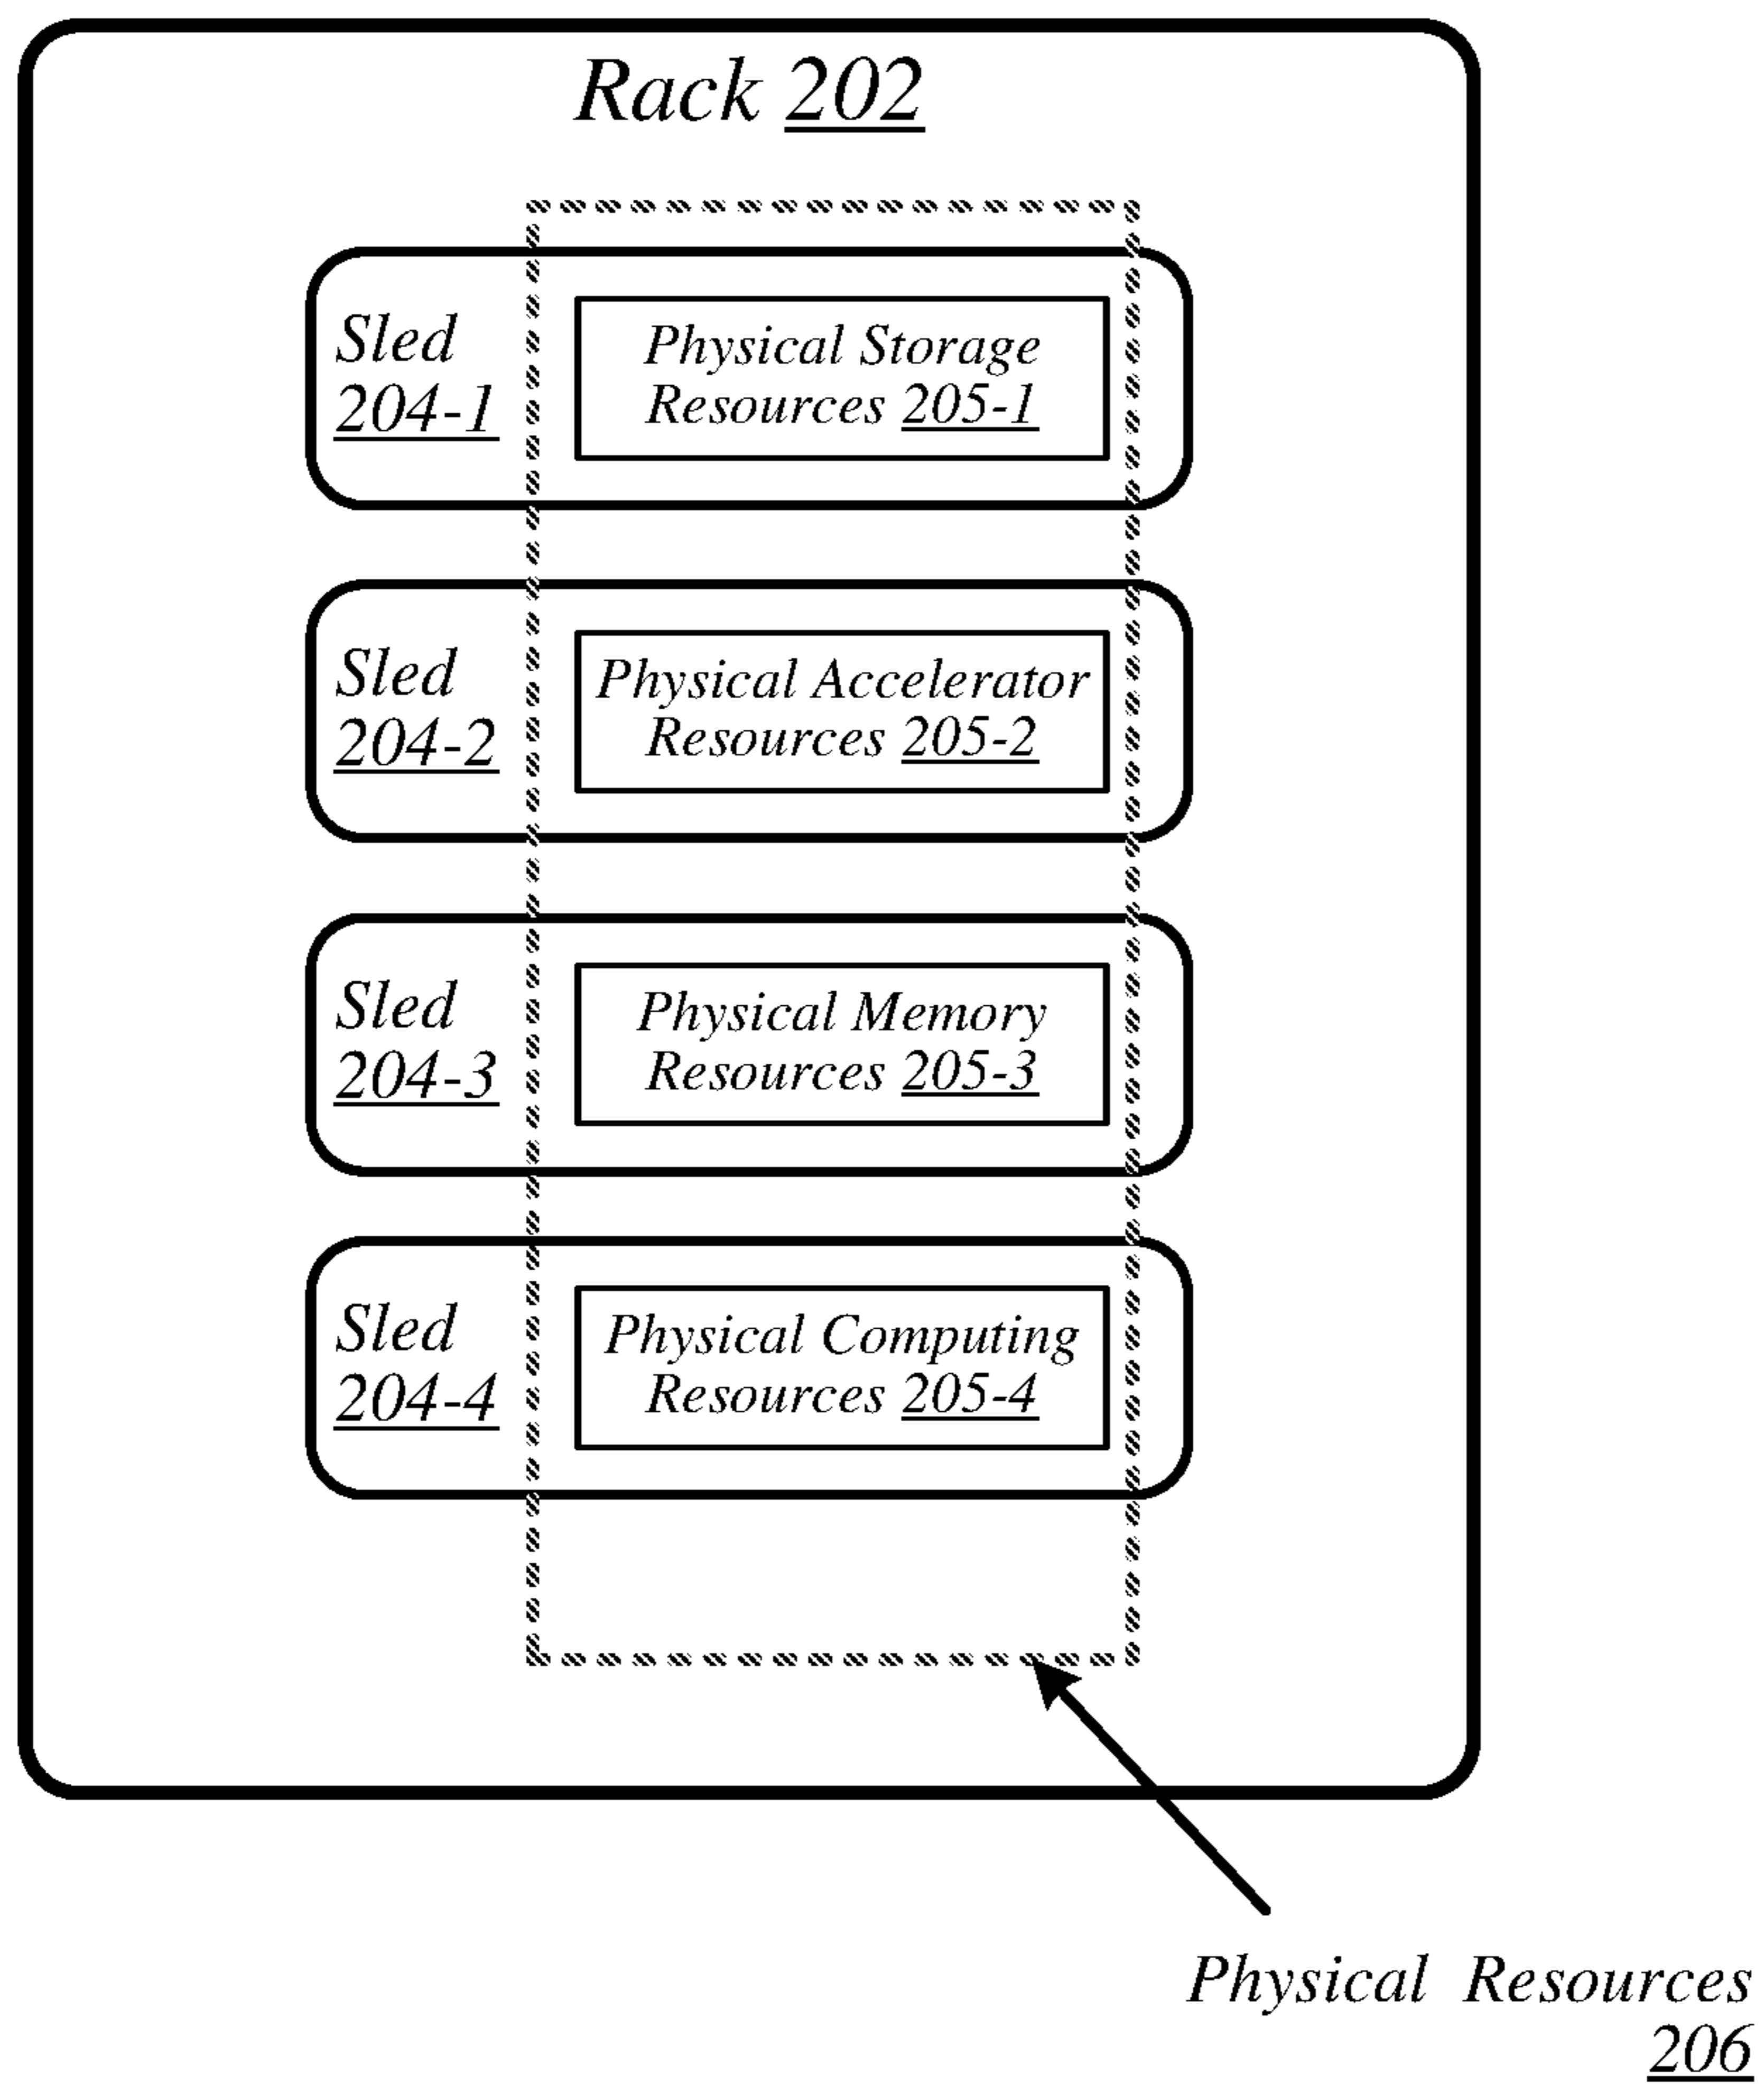 Rack 202
Sled
204-1
Physical Storage
Resources 205-1
Sled
204-2
Physical Accelerator
Resources 205-2
Sled
204-3
Physical Memory
Resources 205-3
Sled
204-4
Physical Computing
Resources 205-4
Physical Resources
206